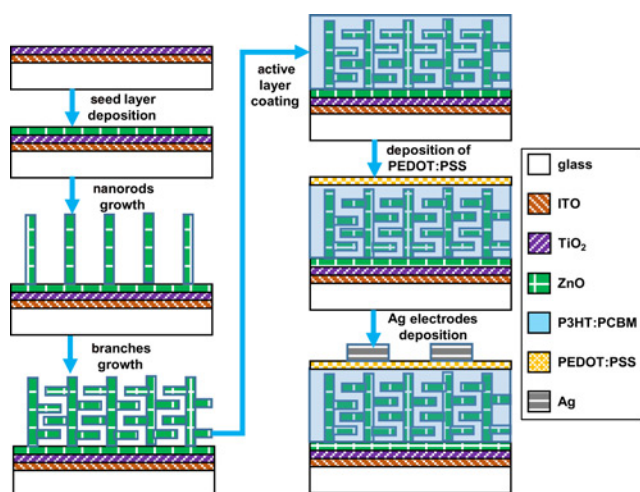 seed layer
deposition
nanorods
growth
branches
growth
active
layer
coating
deposition of
PEDOT:PSS
Ag electrodes
deposition
glass
ITO
TiO₂
ZnO
P3HT:PCBM
PEDOT:PSS
Ag